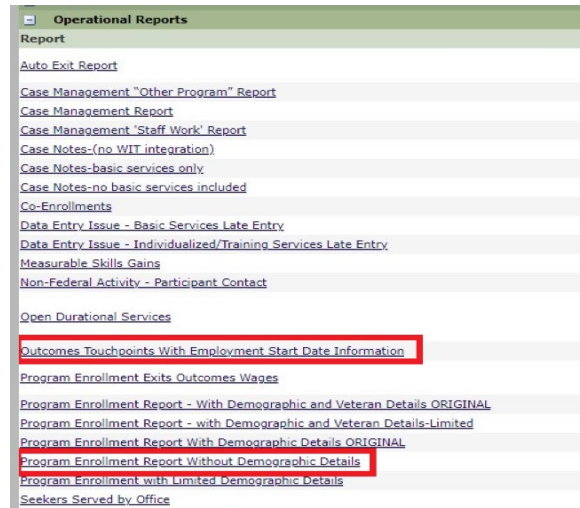 Operational Reports
Report
Auto Exit Report
Case Management "Other Program" Report
Case Management Report
Case Management 'Staff Work' Report
Case Notes-(no WIT integration)
Case Notes-basic services only
Case Notes-no basic services included
Co-Enrollments
Data Entry Issue - Basic Services Late Entry
Data Entry Issue - Individualized/Training Services Late Entry
Measurable Skills Gains
Non-Federal Activity - Participant Contact
Open Durational Services
Outcomes Touchpoints With Employment Start Date Information
Program Enrollment Exits Outcomes Wages
Program Enrollment Report - With Demographic and Veteran Details ORIGINAL
Program Enrollment Report - with Demographic and Veteran Details-Limited
Program Enrollment Report With Demographic Details ORIGINAL
Program Enrollment Report Without Demographic Details
Program Enrollment with Limited Demographic Details
Seekers Served by Office